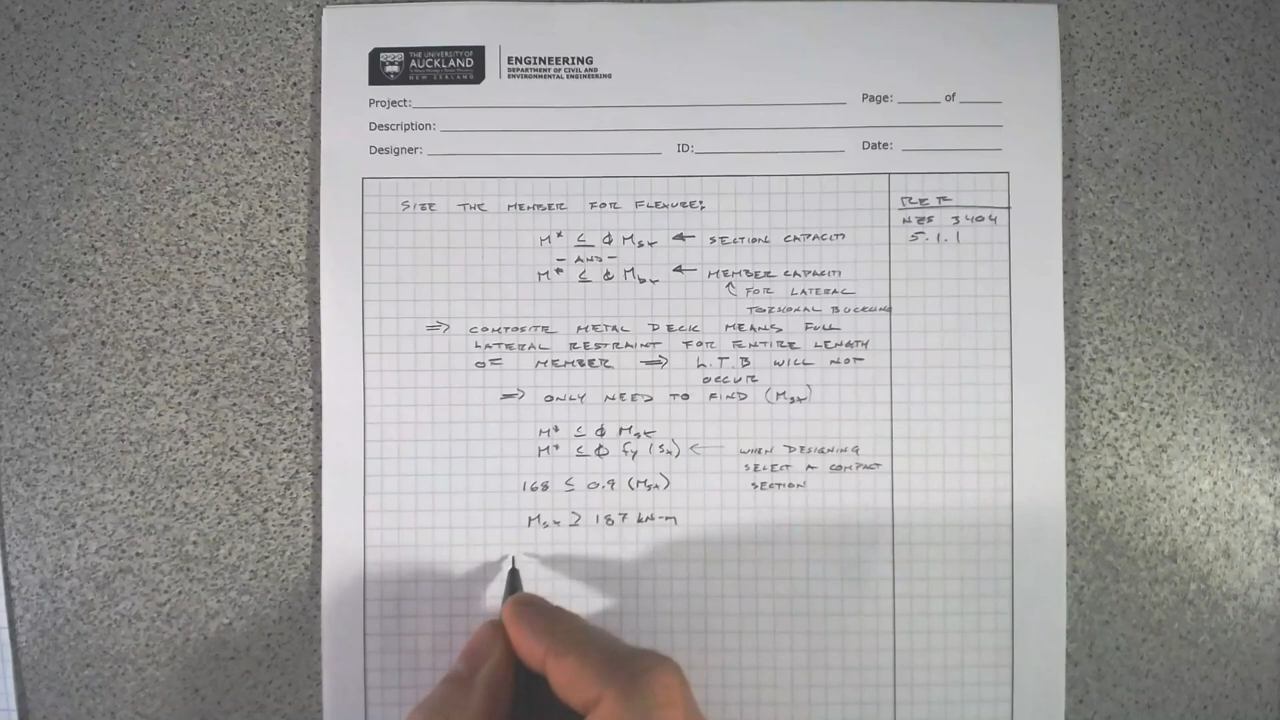 THE UNIVERSITY OF
AUCKLAND
NEW ZEALAND
ENGINEERING
DEPARTMENT OF CIVIL AND
ENVIRONMENTAL ENGINEERING
Project:
Page: of
Description:
Designer: ID: Date:
SIZE THE MEMBER FOR FLEXURE:
REF
NZS 3404
5.1.1
M* ≤ ϕ Msx ← SECTION CAPACITY
- AND -
M* ≤ ϕ Mbx ← MEMBER CAPACITY
FOR LATERAL
TORSIONAL BUCKLING
⇒ COMPOSITE METAL DECK MEANS FULL
LATERAL RESTRAINT FOR ENTIRE LENGTH
OF MEMBER ⇒ L.T.B WILL NOT
OCCUR
⇒ ONLY NEED TO FIND (Msx)
M* ≤ ϕ Msx
M* ≤ ϕ fy (Sx) ← WHEN DESIGNING
SELECT A COMPACT
SECTION
168 ≤ 0.9 (Msx)
Msx ≥ 187 kN-m